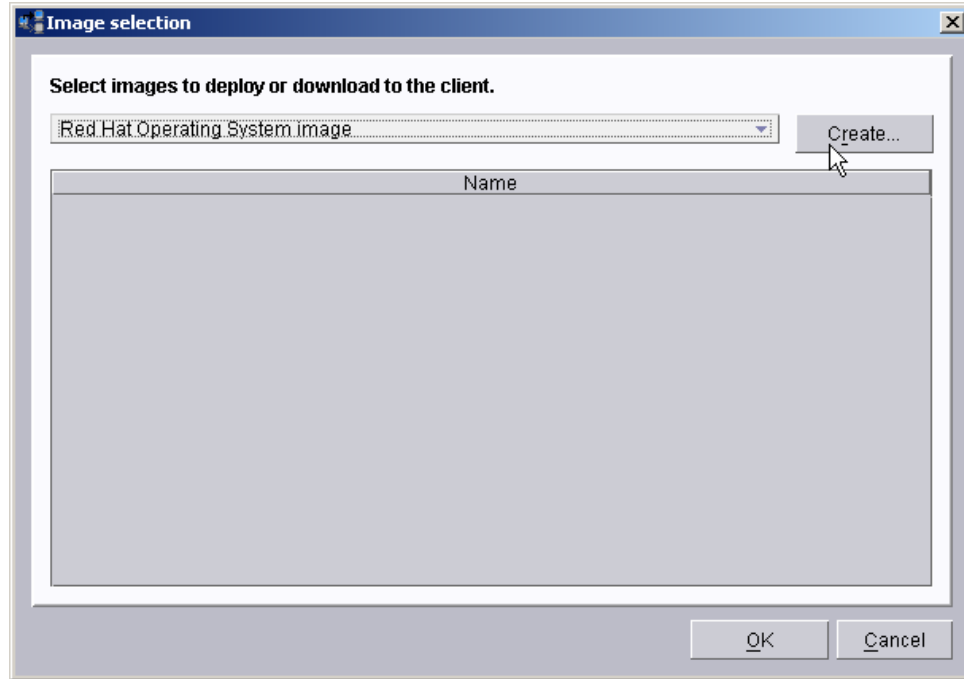 Image selection
Select images to deploy or download to the client.
Red Hat Operating System image
Create...
Name
OK
Cancel